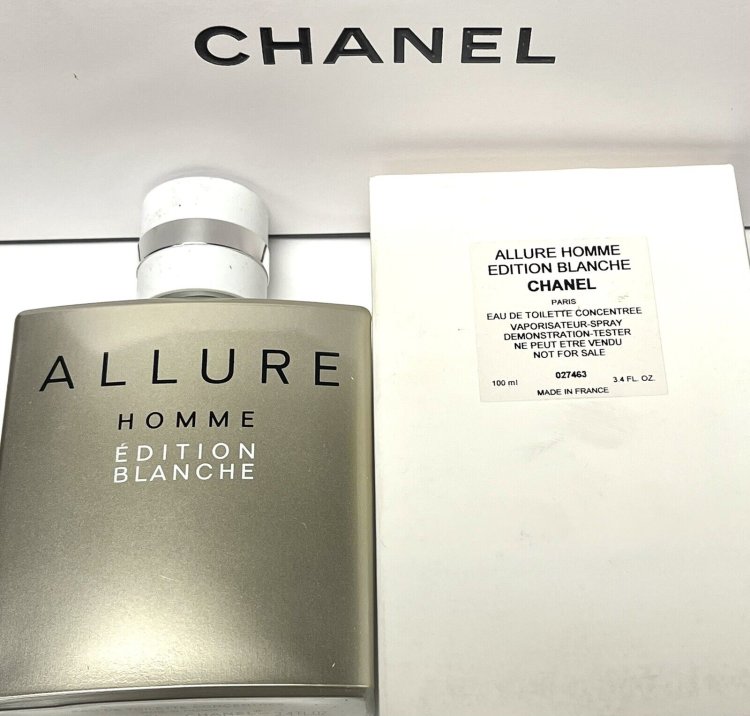 CHANEL
ALLURE
HOMME
ÉDITION
BLANCHE
ALLURE HOMME
EDITION BLANCHE
CHANEL
PARIS
EAU DE TOILETTE CONCENTREE
VAPORISATEUR-SPRAY
DEMONSTRATION-TESTER
NE PEUT ETRE VENDU
NOT FOR SALE
027463
100 ml 3.4 FL. OZ.
MADE IN FRANCE